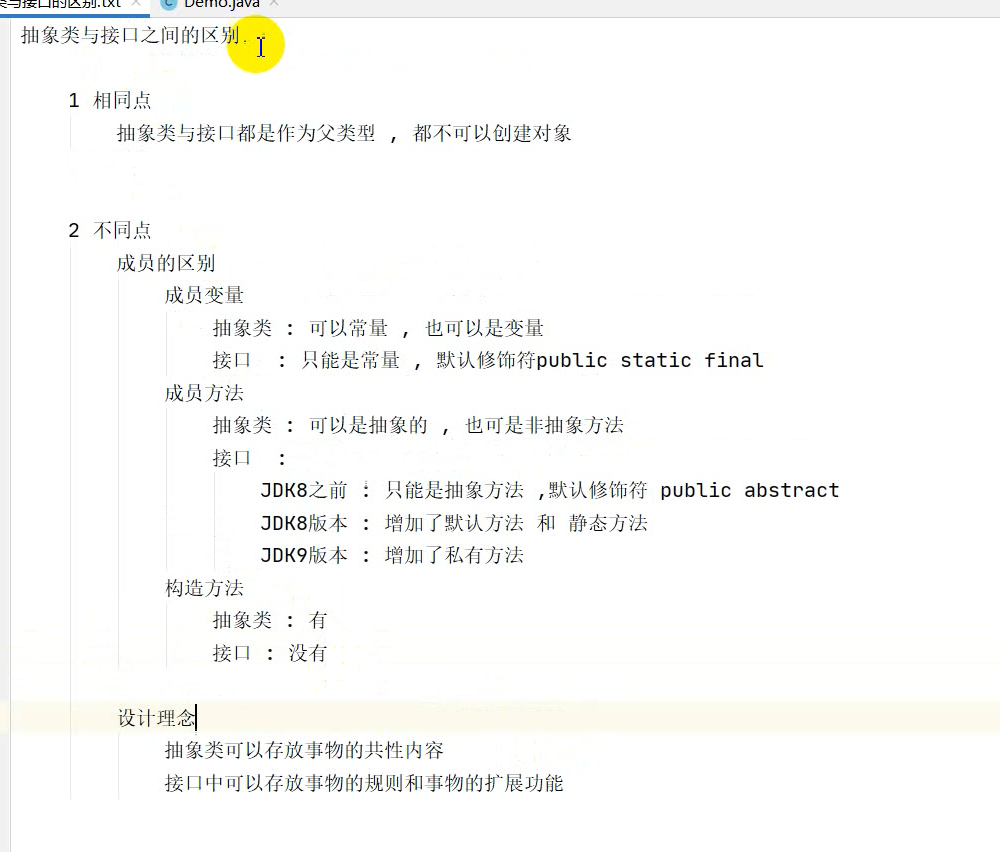 类与接口的区别.txt
Demo.java
抽象类与接口之间的区别.
1 相同点
抽象类与接口都是作为父类型 , 都不可以创建对象
2 不同点
成员的区别
成员变量
抽象类 : 可以常量 , 也可以是变量
接口 : 只能是常量 , 默认修饰符public static final
成员方法
抽象类 : 可以是抽象的 , 也可是非抽象方法
接口 :
JDK8之前 : 只能是抽象方法 ,默认修饰符 public abstract
JDK8版本 : 增加了默认方法 和 静态方法
JDK9版本 : 增加了私有方法
构造方法
抽象类 : 有
接口 : 没有
设计理念
抽象类可以存放事物的共性内容
接口中可以存放事物的规则和事物的扩展功能